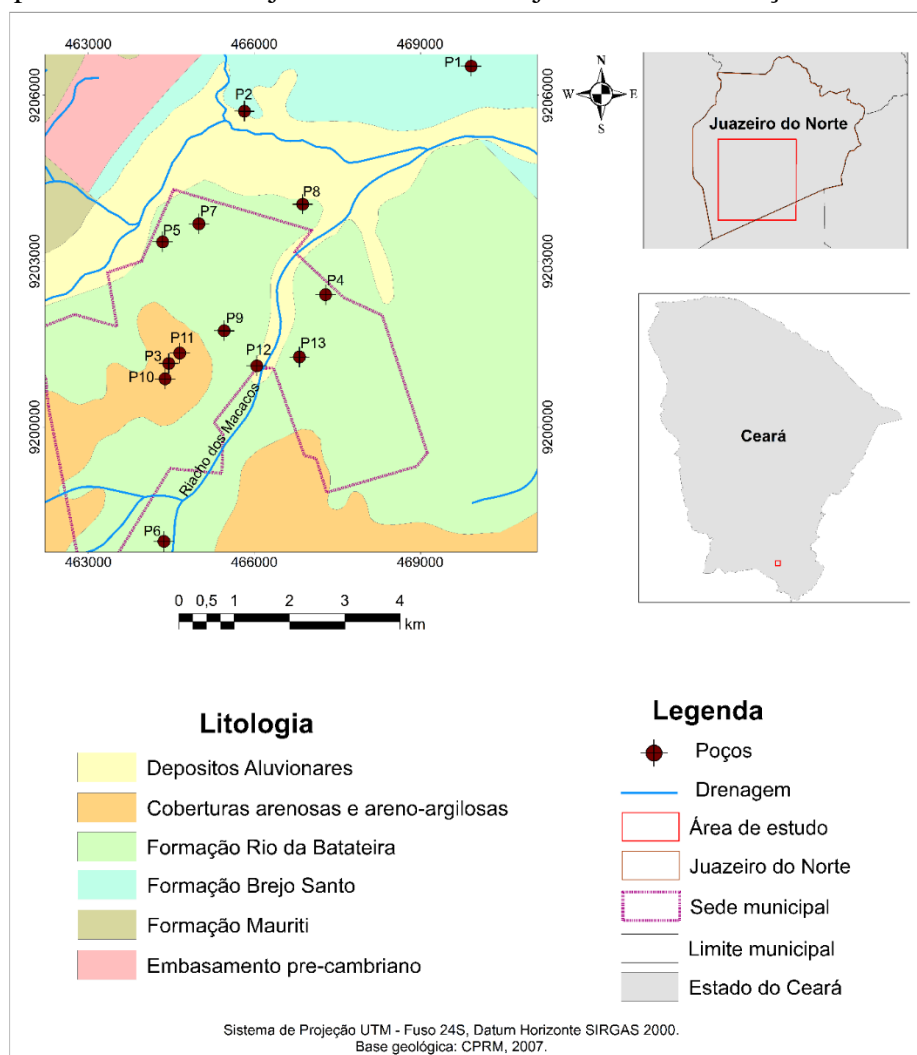 463000 466000 469000
P1
9206000 9206000
P2
N
W E
S
Juazeiro do Norte
P8
P7
P5
9203000 9203000
P4
P9
P11
P3
P12
P13
P10
9200000 9200000
Riacho dos Macacos
P6
463000 466000 469000
Ceará
0 0,5 1 2 3 4
km
Litologia
Depositos Aluvionares
Coberturas arenosas e areno-argilosas
Formação Rio da Batateira
Formação Brejo Santo
Formação Mauriti
Embasamento pre-cambriano
Legenda
Poços
Drenagem
Área de estudo
Juazeiro do Norte
Sede municipal
Limite municipal
Estado do Ceará
Sistema de Projeção UTM - Fuso 24S, Datum Horizonte SIRGAS 2000.
Base geológica: CPRM, 2007.